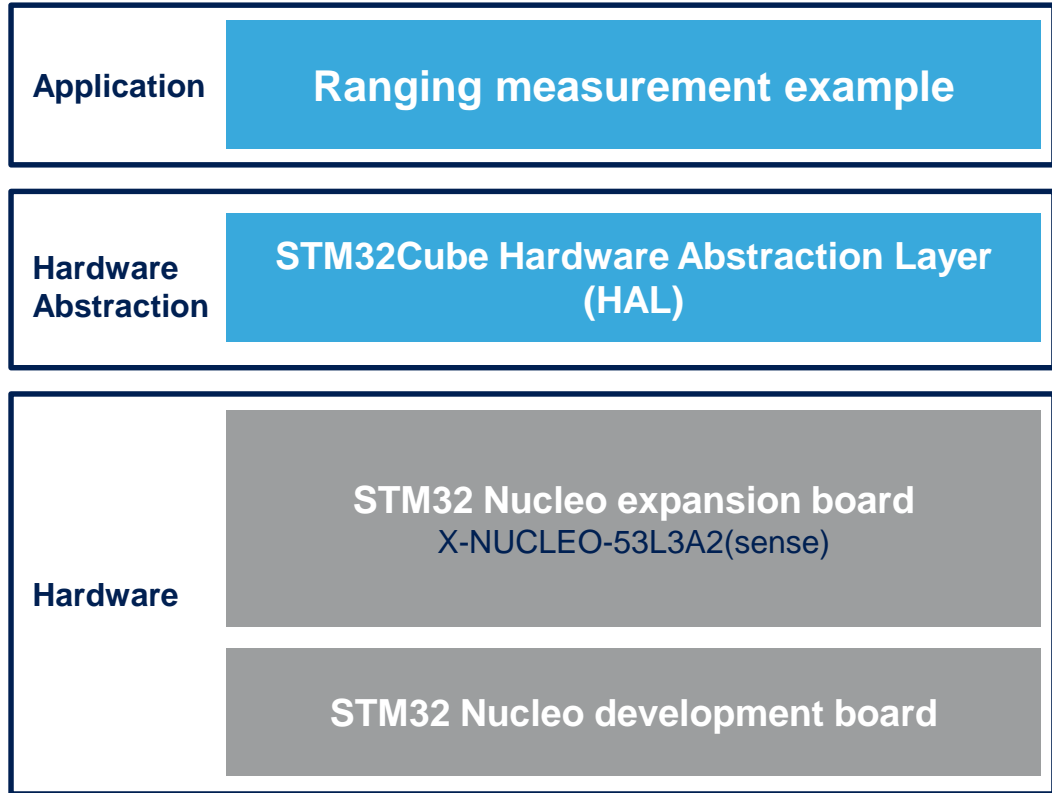 Application
Ranging measurement example
Hardware
Abstraction
STM32Cube Hardware Abstraction Layer
(HAL)
Hardware
STM32 Nucleo expansion board
X-NUCLEO-53L3A2(sense)
STM32 Nucleo development board